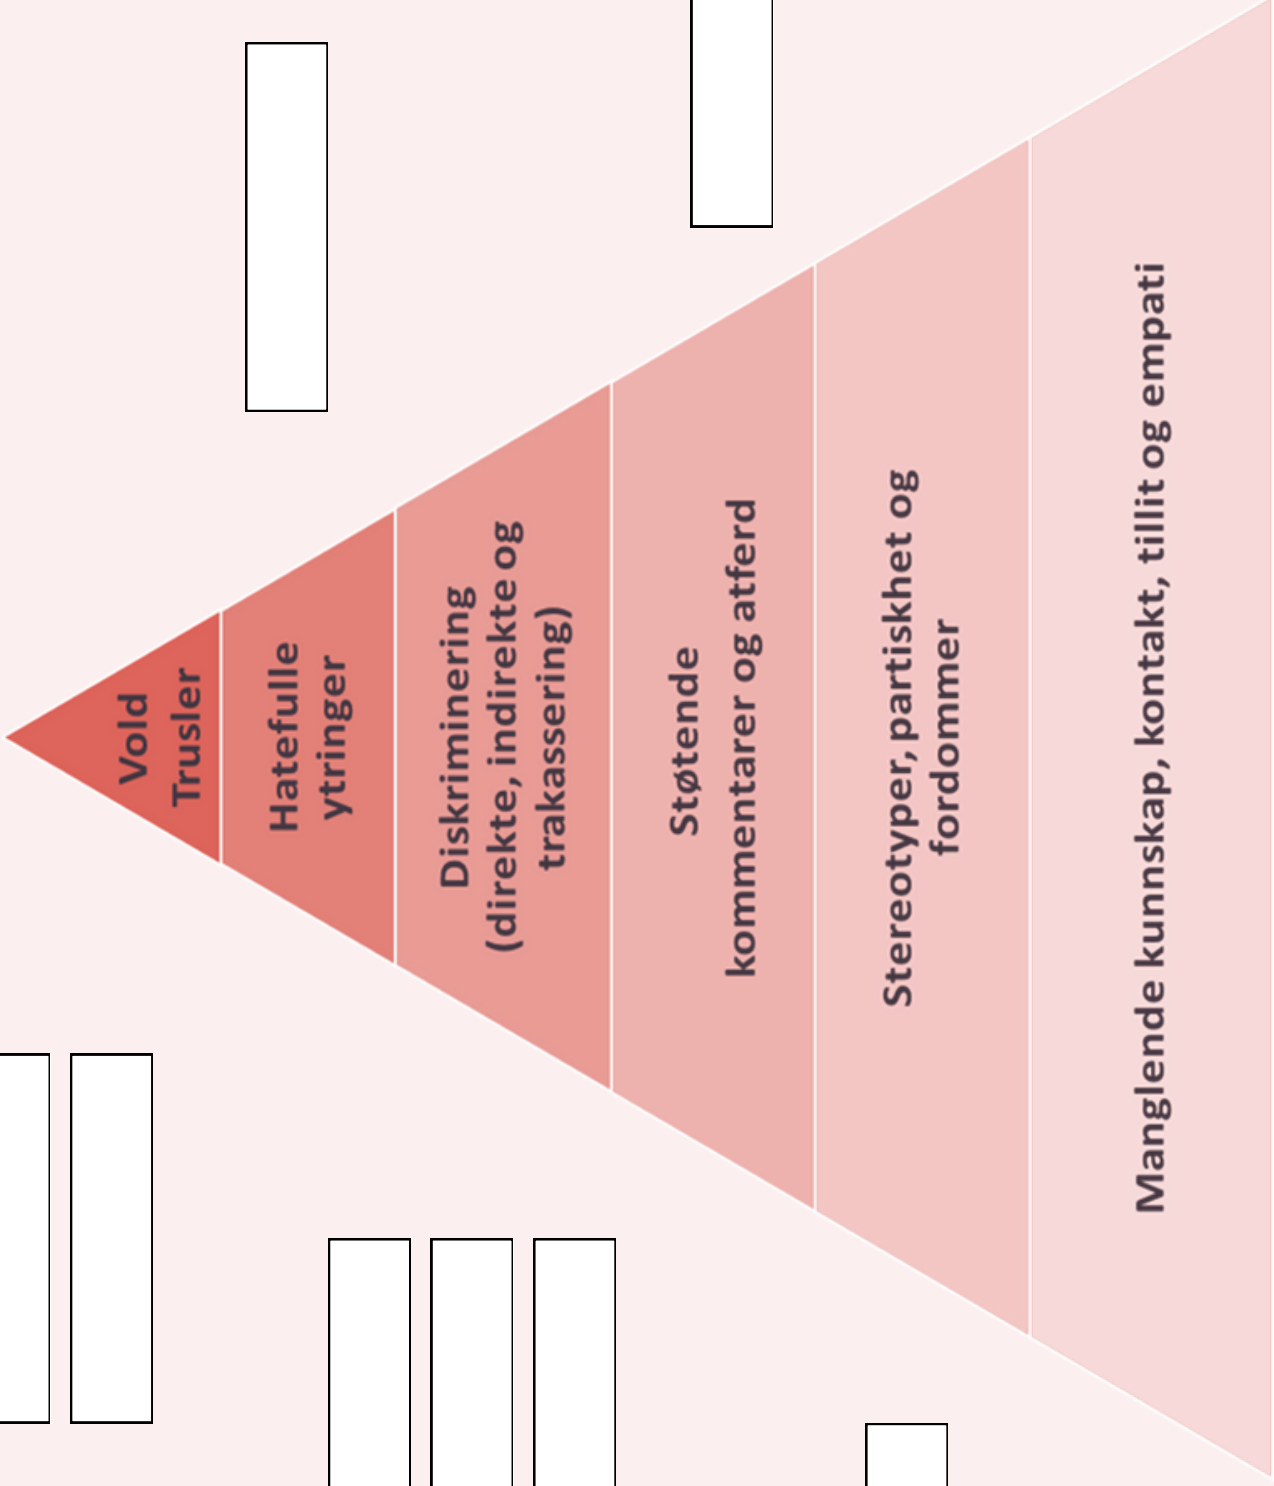 Vold
Trusler
Hatefulle
ytringer
Diskriminering
(direkte, indirekte og
trakassering)
Støtende
kommentarer og atferd
Stereotyper, partiskhet og
fordommer
Manglende kunnskap, kontakt, tillit og empati